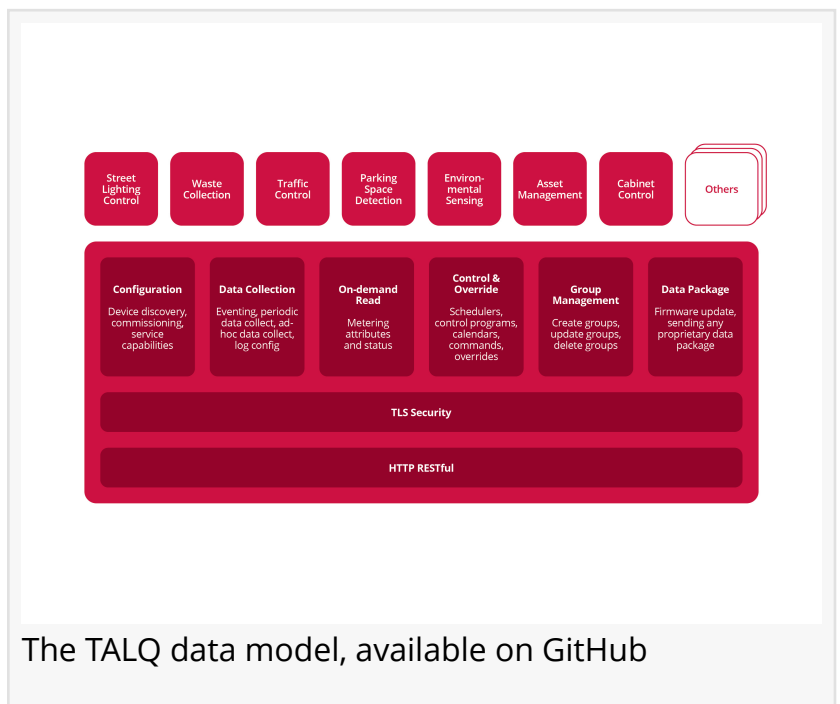 Street
Lighting
Control
Waste
Collection
Traffic
Control
Parking
Space
Detection
Environ-
mental
Sensing
Asset
Management
Cabinet
Control
Others
Configuration
Device discovery,
commissioning,
service
capabilities
Data Collection
Eventing, periodic
data collect, ad-
hoc data collect,
log config
On-demand
Read
Metering
attributes
and status
Control &
Override
Schedulers,
control programs,
calendars,
commands,
overrides
Group
Management
Create groups,
update groups,
delete groups
Data Package
Firmware update,
sending any
proprietary data
package
TLS Security
HTTP RESTful
The TALQ data model, available on GitHub